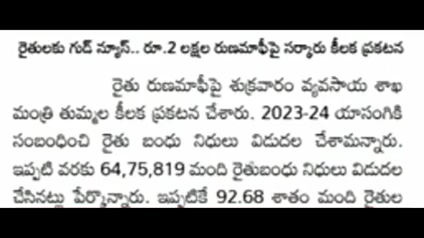 రైతులకు గుడ్ న్యూస్.. రూ.2 లక్షల రుణమాఫీపై సర్కారు కీలక ప్రకటన
రైతు రుణమాఫీపై శుక్రవారం వ్యవసాయ శాఖ
మంత్రి తుమ్మల కీలక ప్రకటన చేశారు. 2023-24 యాసంగికి
సంబంధించి రైతు బంధు నిధులు విడుదల చేశామన్నారు.
ఇప్పటి వరకు 64,75,819 మంది రైతుబంధు నిధులు విడుదల
చేసినట్లు పేర్కొన్నారు. ఇప్పటికే 92.68 శాతం మంది రైతుల